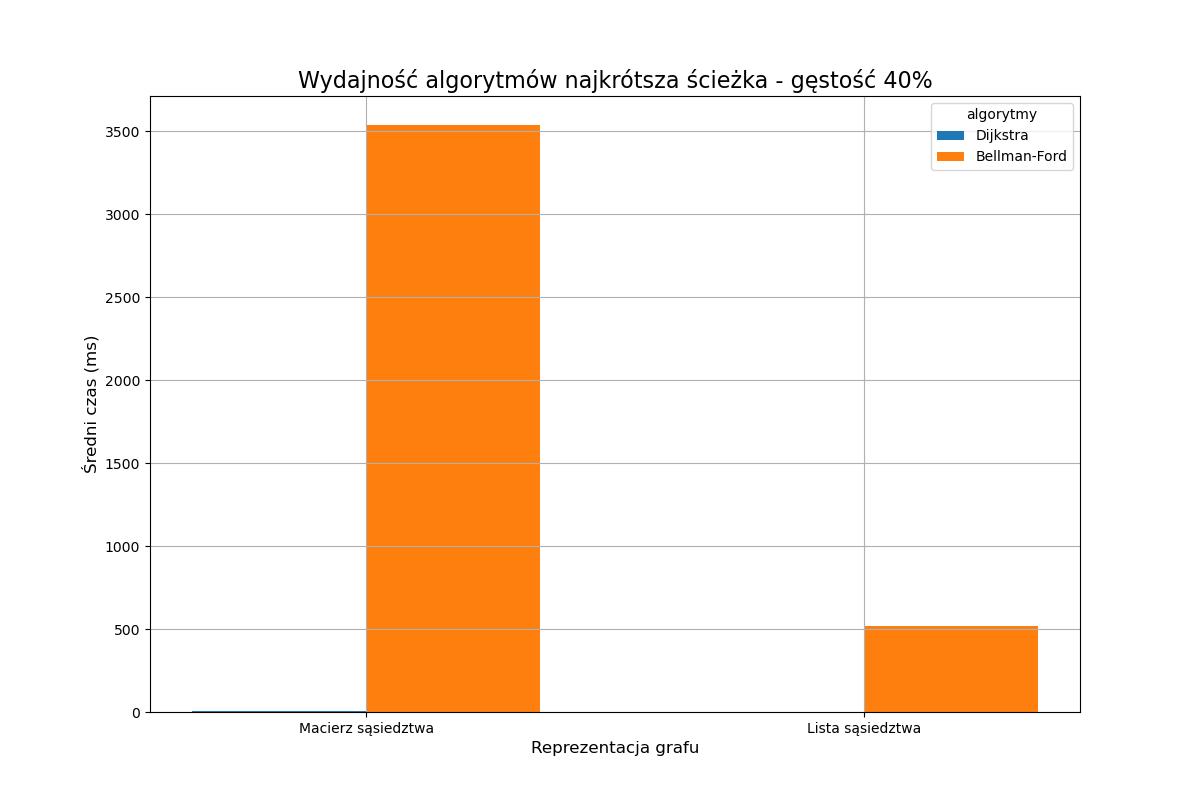 Wydajność algorytmów najkrótsza ścieżka - gęstość 40%
algorytmy
Dijkstra
Bellman-Ford
Średni czas (ms)
3500
3000
2500
2000
1500
1000
500
0
Macierz sąsiedztwa
Lista sąsiedztwa
Reprezentacja grafu